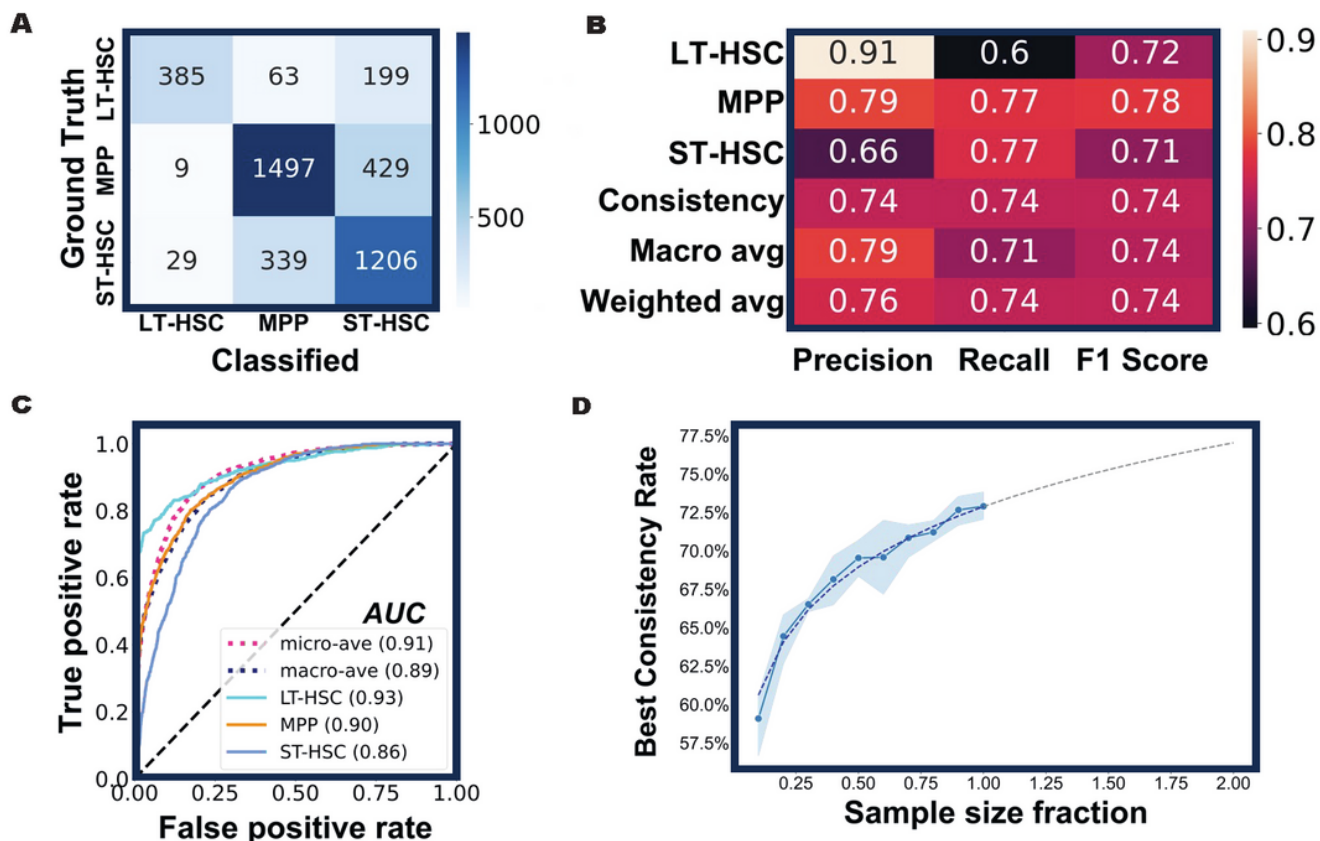 A
Ground Truth
LT-HSC
MPP
ST-HSC
385 63 199
9 1497 429
29 339 1206
LT-HSC MPP ST-HSC
Classified
1000
500
B
LT-HSC 0.91 0.6 0.72
MPP 0.79 0.77 0.78
ST-HSC 0.66 0.77 0.71
Consistency 0.74 0.74 0.74
Macro avg 0.79 0.71 0.74
Weighted avg 0.76 0.74 0.74
Precision Recall F1 Score
0.9
0.8
0.7
0.6
C
True positive rate
1.0
0.8
0.6
0.4
0.2
0.0
AUC
micro-ave (0.91)
macro-ave (0.89)
LT-HSC (0.93)
MPP (0.90)
ST-HSC (0.86)
0.00 0.25 0.50 0.75 1.00
False positive rate
D
Best Consistency Rate
77.5%
75.0%
72.5%
70.0%
67.5%
65.0%
62.5%
60.0%
57.5%
0.25 0.50 0.75 1.00 1.25 1.50 1.75 2.00
Sample size fraction